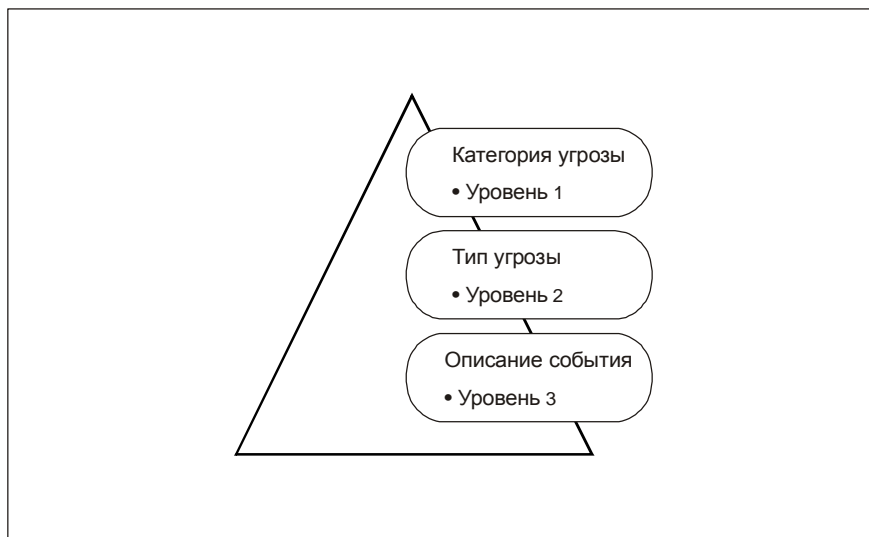 Категория угрозы
• Уровень 1
Тип угрозы
• Уровень 2
Описание события
• Уровень 3